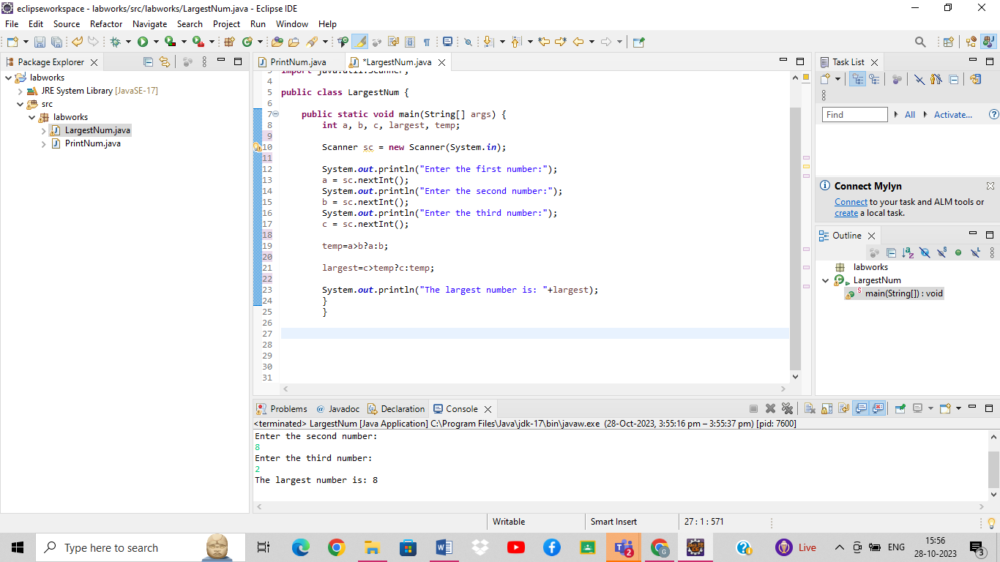 eclipseworkspace - labworks/src/labworks/LargestNum.java - Eclipse IDE
File Edit Source Refactor Navigate Search Project Run Window Help
Package Explorer
labworks
JRE System Library [JavaSE-17]
src
labworks
LargestNum.java
PrintNum.java
PrintNum.java *LargestNum.java
3 import java.util.Scanner;
4
5 public class LargestNum {
6
7 public static void main(String[] args) {
8 int a, b, c, largest, temp;
9
10 Scanner sc = new Scanner(System.in);
11
12 System.out.println("Enter the first number:");
13 a = sc.nextInt();
14 System.out.println("Enter the second number:");
15 b = sc.nextInt();
16 System.out.println("Enter the third number:");
17 c = sc.nextInt();
18
19 temp=a>b?a:b;
20
21 largest=c>temp?c:temp;
22
23 System.out.println("The largest number is: "+largest);
24 }
25 }
26
27
28
29
30
31
Task List
Find All Activate...
Connect Mylyn
Connect to your task and ALM tools or
create a local task.
Outline
labworks
LargestNum
main(String[]) : void
Problems @ Javadoc Declaration Console
<terminated> LargestNum [Java Application] C:\Program Files\Java\jdk-17\bin\javaw.exe (28-Oct-2023, 3:55:16 pm – 3:55:37 pm) [pid: 7600]
Enter the second number:
8
Enter the third number:
2
The largest number is: 8
Writable Smart Insert 27 : 1 : 571
Type here to search
2
G
Live
ENG
15:56
28-10-2023
3